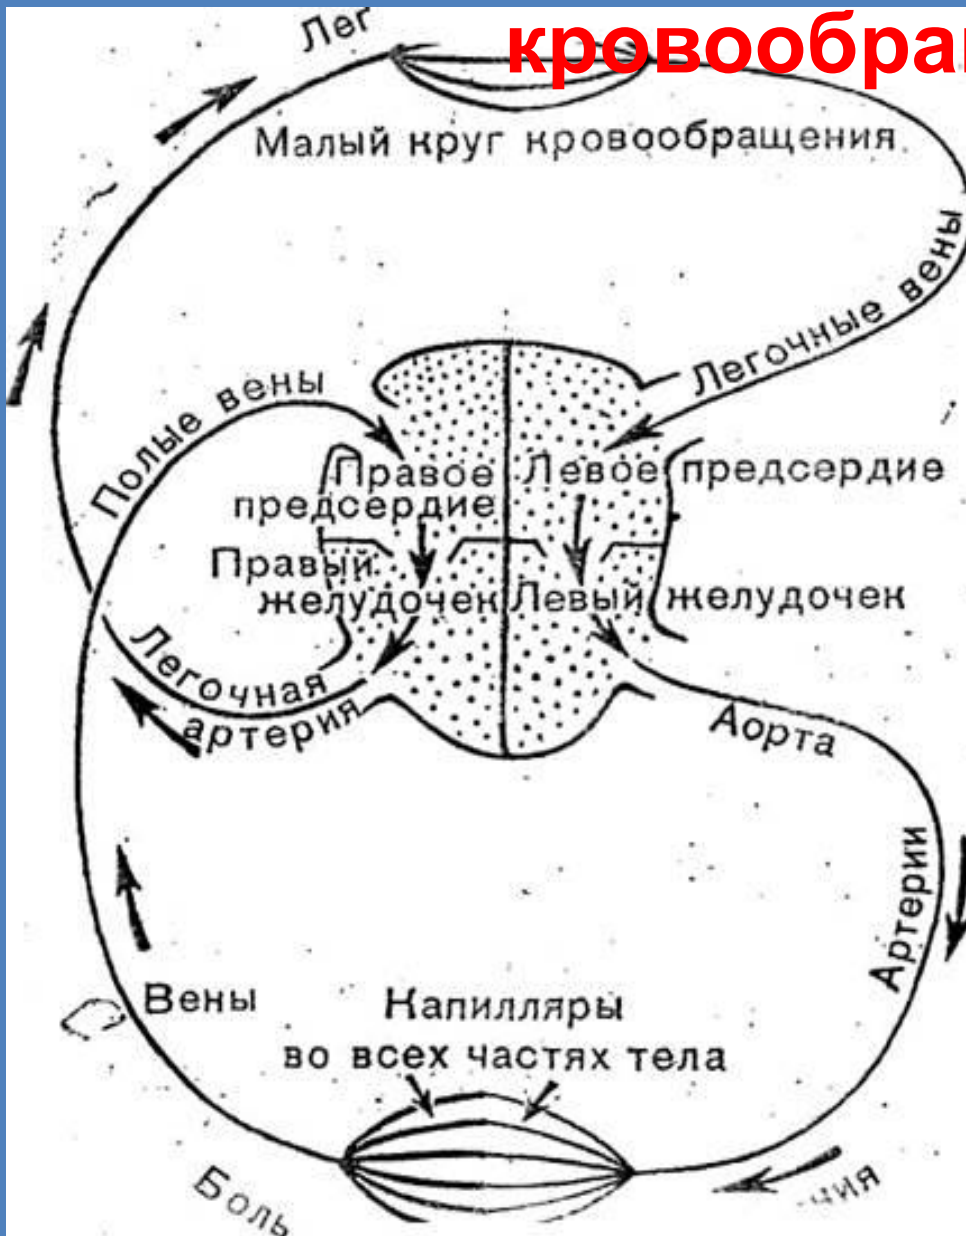 кровообра
Лег
Малый круг кровообращения
Легочные вены
Полые вены
Правое
предсердие
Левое предсердие
Правый
желудочек
Левый желудочек
Легочная
артерия
Аорта
Артерии
Вены
Капилляры
во всех частях тела
Боль
ния